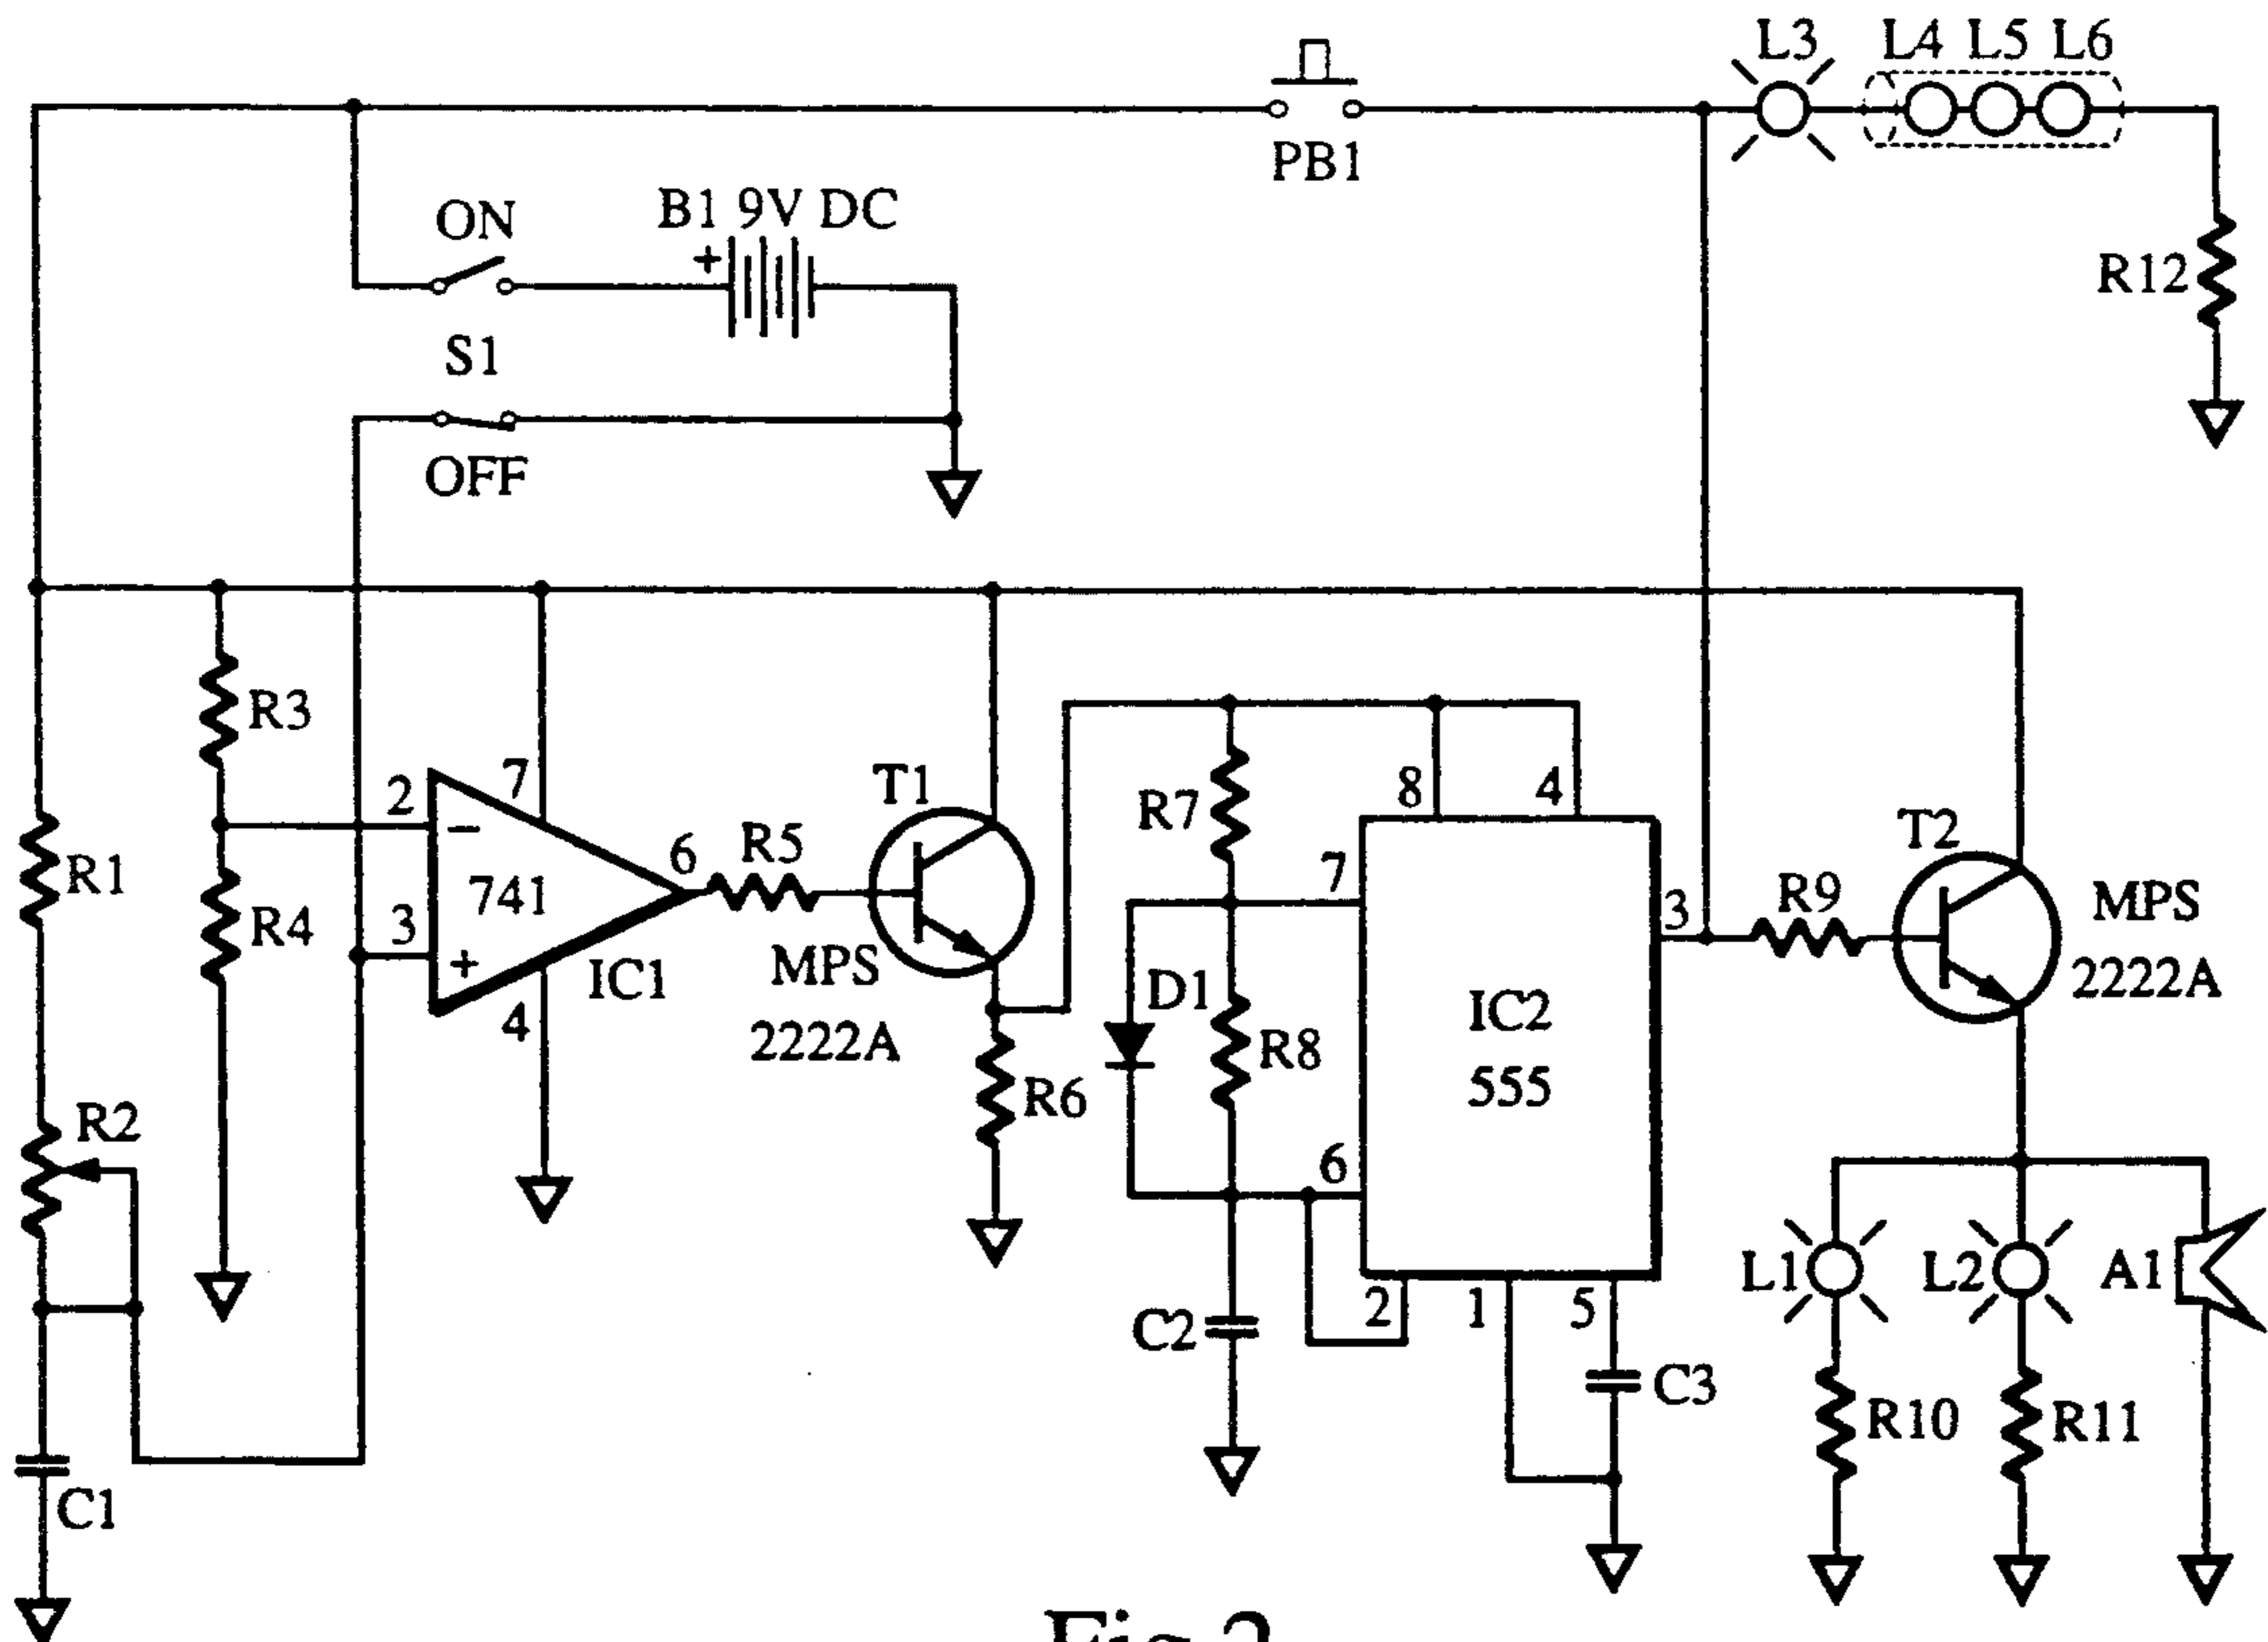 L3 L4 L5 L6
PB1
ON
B1 9V DC
+
R12
S1
OFF
R3
2
7
T1
R7
8
4
T2
R1
741
6
R5
7
3
R9
MPS
2222A
R4
3
−
+
IC1
4
MPS
2222A
D1
R8
IC2
555
R6
R2
6
L1
L2
A1
C2
2
1
5
C3
R10
R11
C1